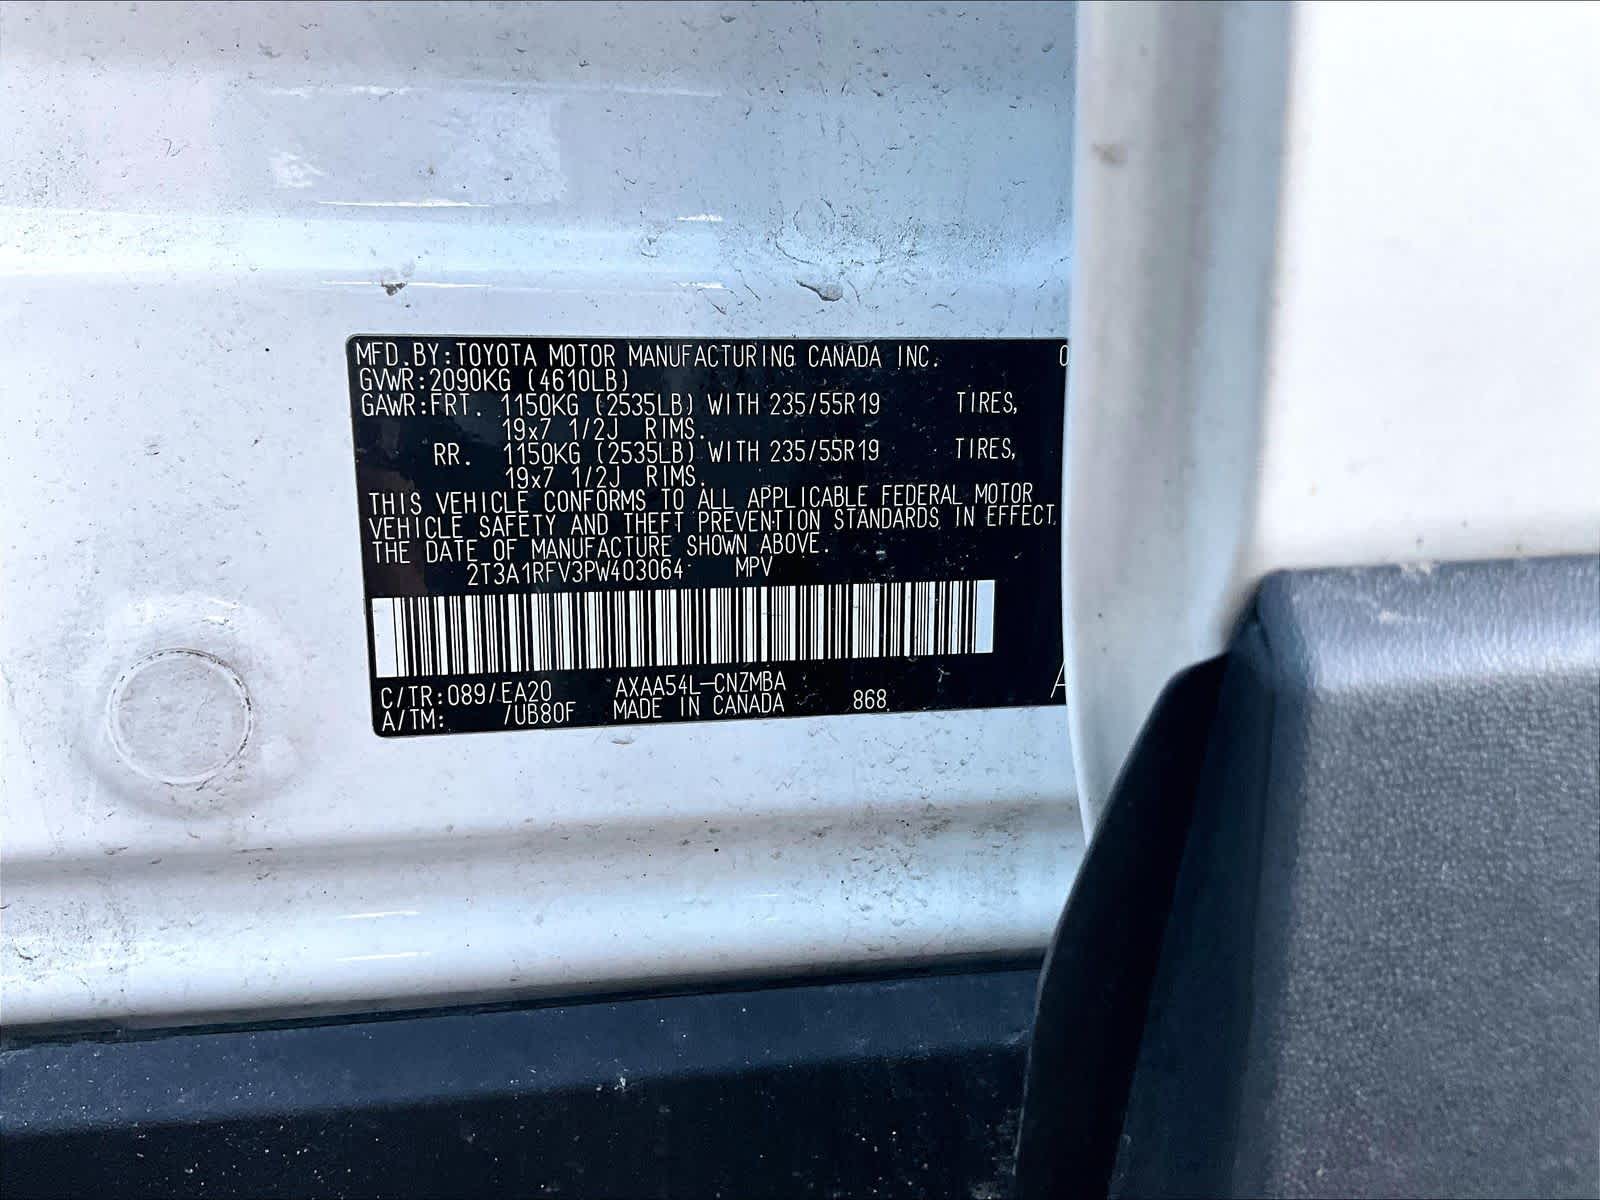 MFD.BY:TOYOTA MOTOR MANUFACTURING CANADA INC.
GVWR:2090KG (4610LB)
GAWR:FRT. 1150KG (2535LB) WITH 235/55R19 TIRES,
19x7 1/2J RIMS.
RR. 1150KG (2535LB) WITH 235/55R19 TIRES,
19x7 1/2J RIMS.
THIS VEHICLE CONFORMS TO ALL APPLICABLE FEDERAL MOTOR
VEHICLE SAFETY AND THEFT PREVENTION STANDARDS IN EFFECT
THE DATE OF MANUFACTURE SHOWN ABOVE.
2T3A1RFV3PW403064 MPV
C/TR:089/EA20 AXAA54L-CNZMBA
A/TM: /UB80F MADE IN CANADA 868